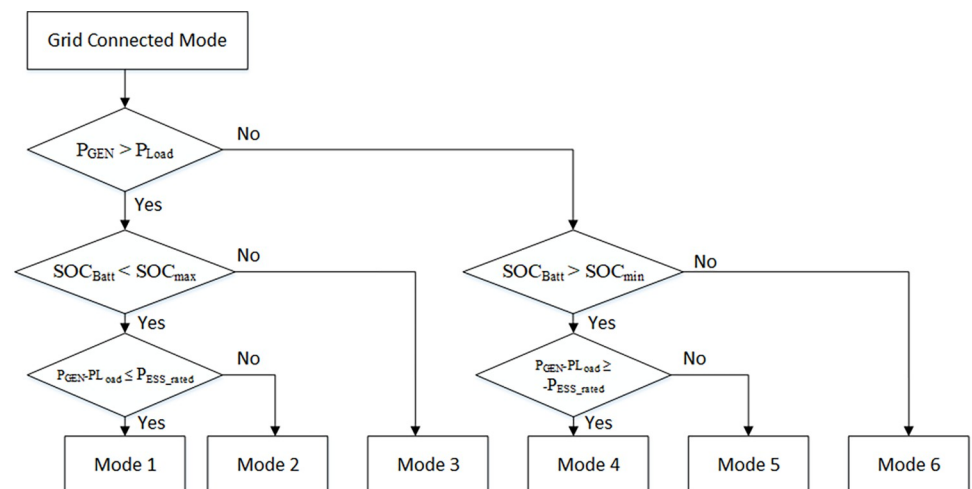 Grid Connected Mode
P_GEN > P_Load
No
Yes
SOC_Batt < SOC_max
No
SOC_Batt > SOC_min
No
Yes
Yes
P_GEN-PL_oad ≤ P_ESS_rated
No
P_GEN-PL_oad ≥
-P_ESS_rated
No
Yes
Yes
Mode 1
Mode 2
Mode 3
Mode 4
Mode 5
Mode 6